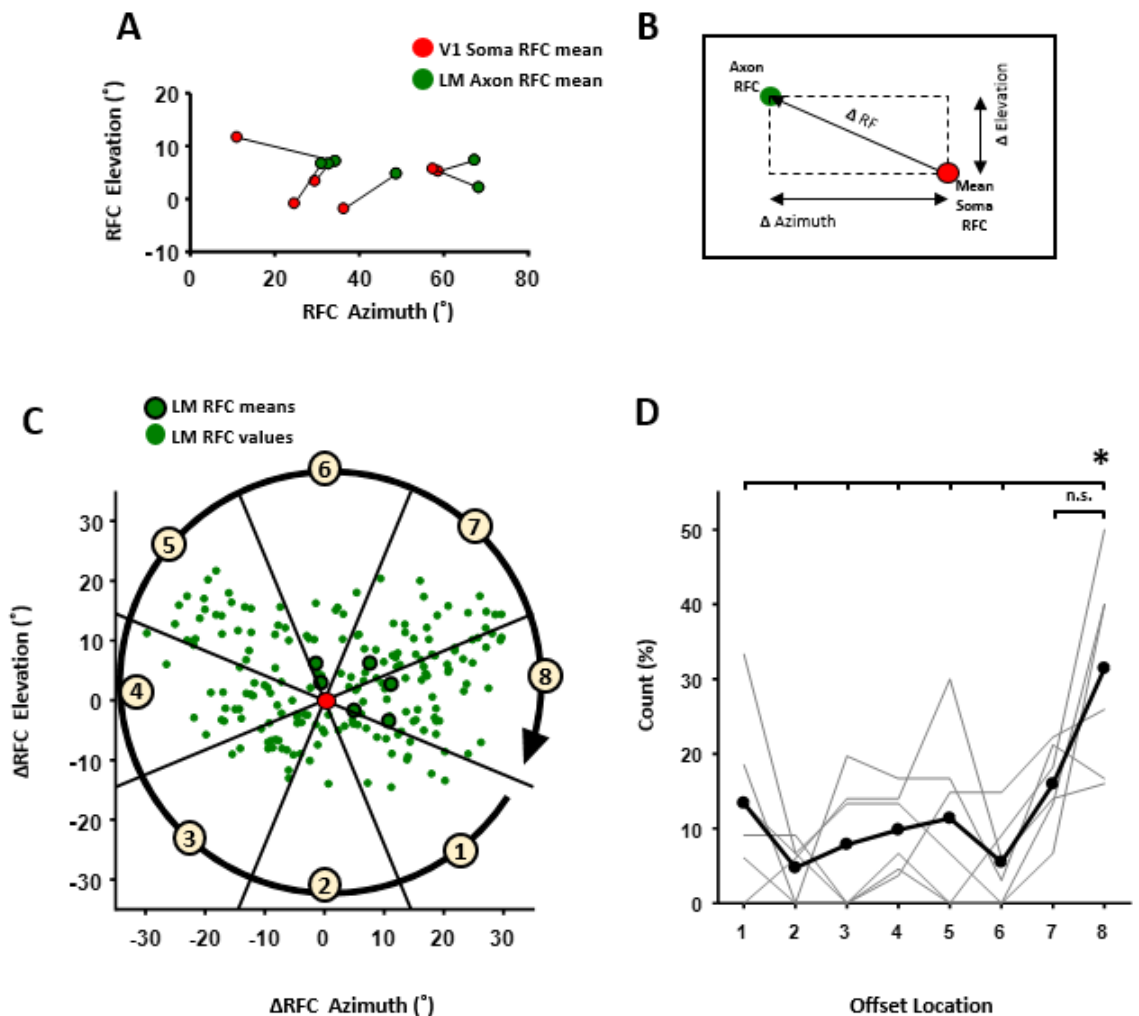 A
V1 Soma RFC mean
LM Axon RFC mean
RFC Elevation (˚)
20
10
0
-10
0
20
40
60
80
RFC Azimuth (˚)
B
Axon
RFC
Δ RF
Δ Elevation
Mean
Soma
RFC
Δ Azimuth
C
LM RFC means
LM RFC values
ΔRFC Elevation (˚)
30
20
10
0
-10
-20
-30
-30
-20
-10
0
10
20
30
ΔRFC Azimuth (˚)
6
7
5
8
4
3
1
2
D
*
n.s.
Count (%)
50
40
30
20
10
0
1
2
3
4
5
6
7
8
Offset Location